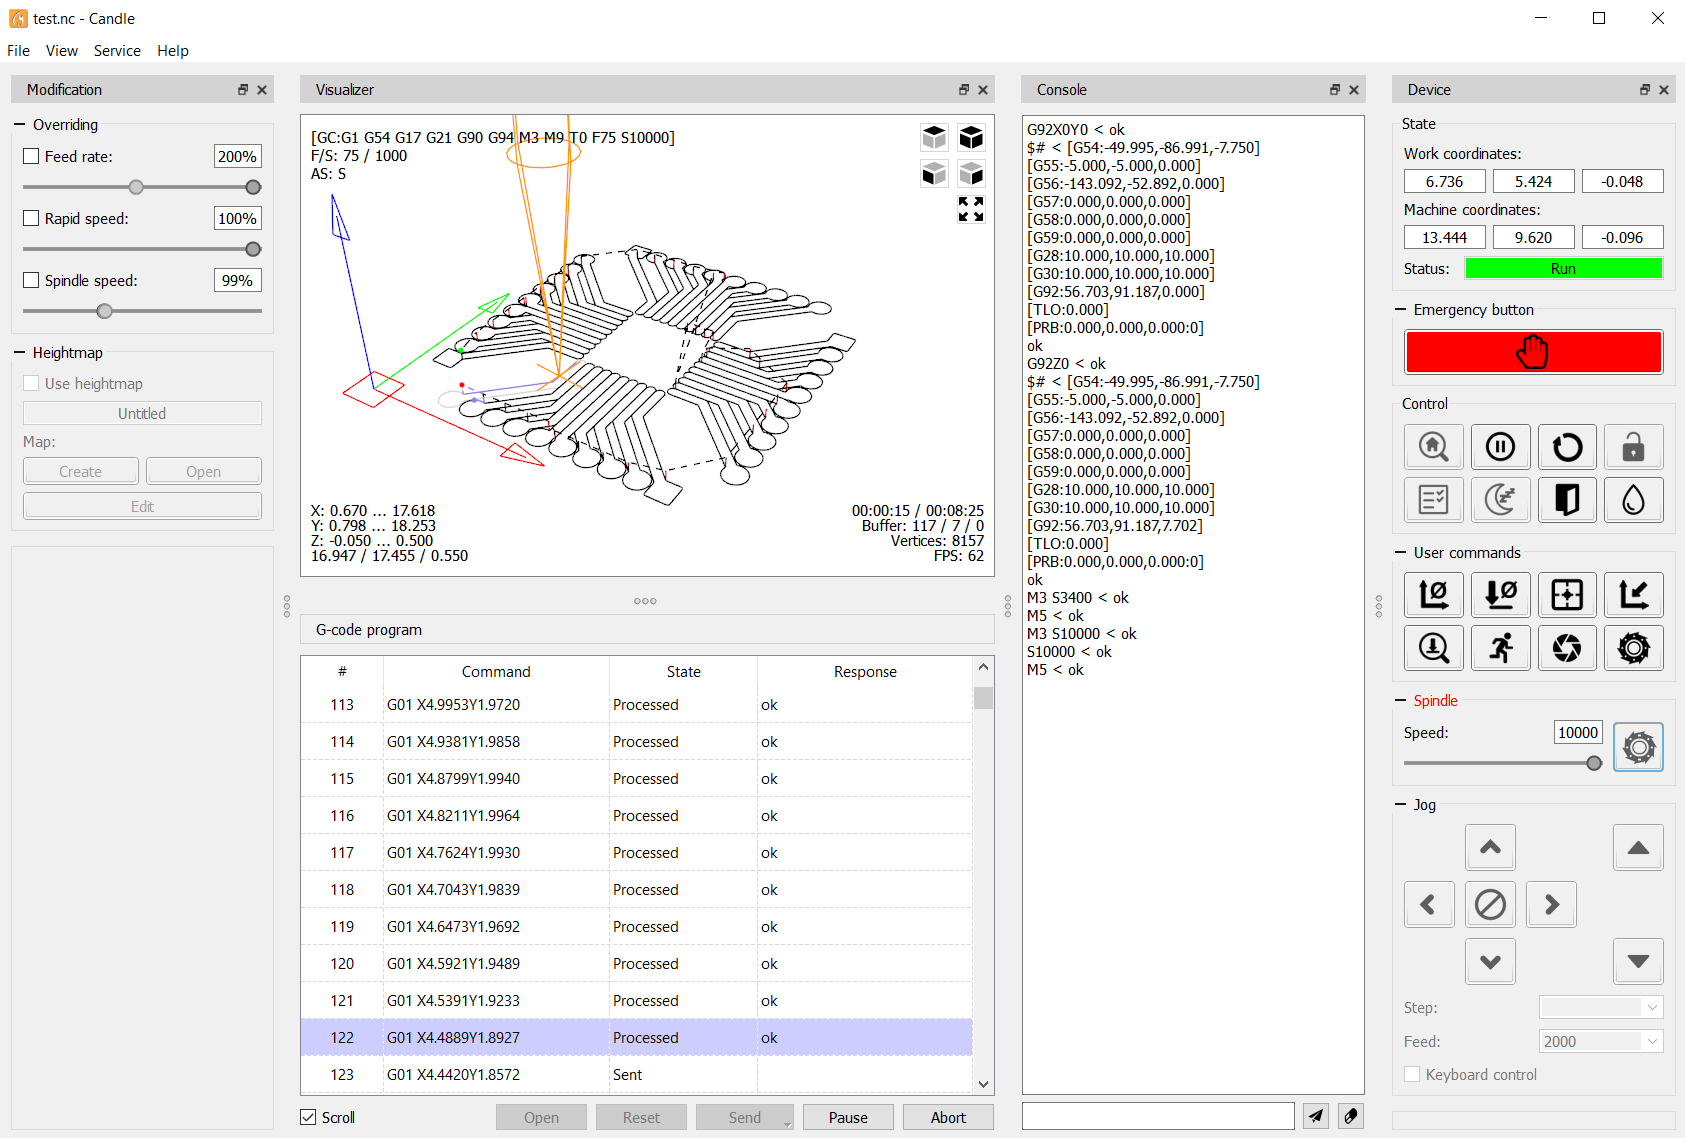 test.nc - Candle
File View Service Help
Modification
Overriding
Feed rate: 200%
Rapid speed: 100%
Spindle speed: 99%
Heightmap
Use heightmap
Untitled
Map:
Create Open
Edit
Visualizer
[GC:G1 G54 G17 G21 G90 G94 M3 M9 T0 F75 S10000]
F/S: 75 / 1000
AS: S
X: 0.670 ... 17.618
Y: 0.798 ... 18.253
Z: -0.050 ... 0.500
16.947 / 17.455 / 0.550
00:00:15 / 00:08:25
Buffer: 117 / 7 / 0
Vertices: 8157
FPS: 62
G-code program
# Command State Response
113 G01 X4.9953Y1.9720 Processed ok
114 G01 X4.9381Y1.9858 Processed ok
115 G01 X4.8799Y1.9940 Processed ok
116 G01 X4.8211Y1.9964 Processed ok
117 G01 X4.7624Y1.9930 Processed ok
118 G01 X4.7043Y1.9839 Processed ok
119 G01 X4.6473Y1.9692 Processed ok
120 G01 X4.5921Y1.9489 Processed ok
121 G01 X4.5391Y1.9233 Processed ok
122 G01 X4.4889Y1.8927 Processed ok
123 G01 X4.4420Y1.8572 Sent
Scroll Open Reset Send Pause Abort
Console
G92X0Y0 < ok
$# < [G54:-49.995,-86.991,-7.750]
[G55:-5.000,-5.000,0.000]
[G56:-143.092,-52.892,0.000]
[G57:0.000,0.000,0.000]
[G58:0.000,0.000,0.000]
[G59:0.000,0.000,0.000]
[G28:10.000,10.000,10.000]
[G30:10.000,10.000,10.000]
[G92:56.703,91.187,0.000]
[TLO:0.000]
[PRB:0.000,0.000,0.000:0]
ok
G92Z0 < ok
$# < [G54:-49.995,-86.991,-7.750]
[G55:-5.000,-5.000,0.000]
[G56:-143.092,-52.892,0.000]
[G57:0.000,0.000,0.000]
[G58:0.000,0.000,0.000]
[G59:0.000,0.000,0.000]
[G28:10.000,10.000,10.000]
[G30:10.000,10.000,10.000]
[G92:56.703,91.187,7.702]
[TLO:0.000]
[PRB:0.000,0.000,0.000:0]
ok
M3 S3400 < ok
M5 < ok
M3 S10000 < ok
S10000 < ok
M5 < ok
Device
State
Work coordinates:
6.736 5.424 -0.048
Machine coordinates:
13.444 9.620 -0.096
Status: Run
Emergency button
Control
User commands
Spindle
Speed: 10000
Jog
Step:
Feed: 2000
Keyboard control